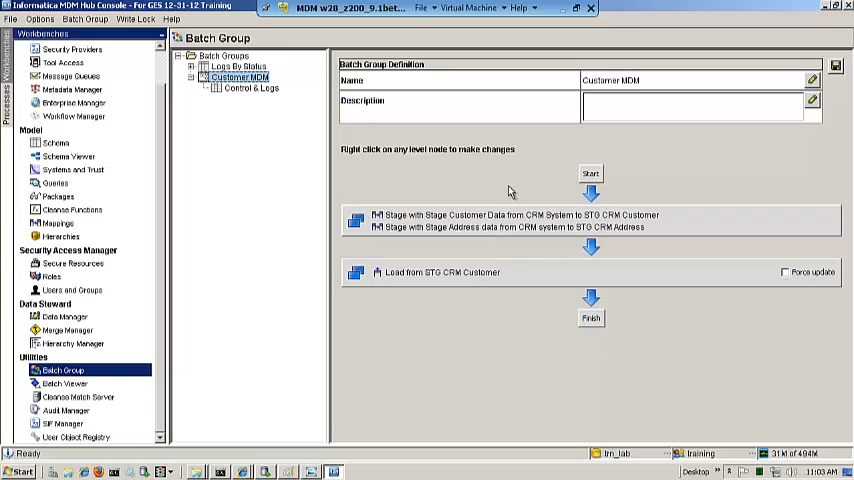 Informatica MDM Hub Console - For GES 12-31-12 Training
MDM w28_z200_9.1bet...
File
Virtual Machine
Help
Options
Batch Group
Write Lock
Help
Workbenches
Workbenches
Processes
Security Providers
Tool Access
Message Queues
Metadata Manager
Enterprise Manager
Workflow Manager
Model
Schema
Schema Viewer
Systems and Trust
Queries
Packages
Cleanse Functions
Mappings
Hierarchies
Security Access Manager
Secure Resources
Roles
Users and Groups
Data Steward
Data Manager
Merge Manager
Hierarchy Manager
Utilities
Batch Group
Batch Viewer
Cleanse Match Server
Audit Manager
SIF Manager
User Object Registry
Batch Group
Batch Groups
Logs By Status
Customer MDM
Control & Logs
Batch Group Definition
Name
Customer MDM
Description
Right click on any level node to make changes
Start
Stage with Stage Customer Data from CRM System to STG CRM Customer
Stage with Stage Address data from CRM system to STG CRM Address
Load from STG CRM Customer
Force update
Finish
Ready
trn_lab
training
31M of 494M
Start
Desktop
11:03 AM